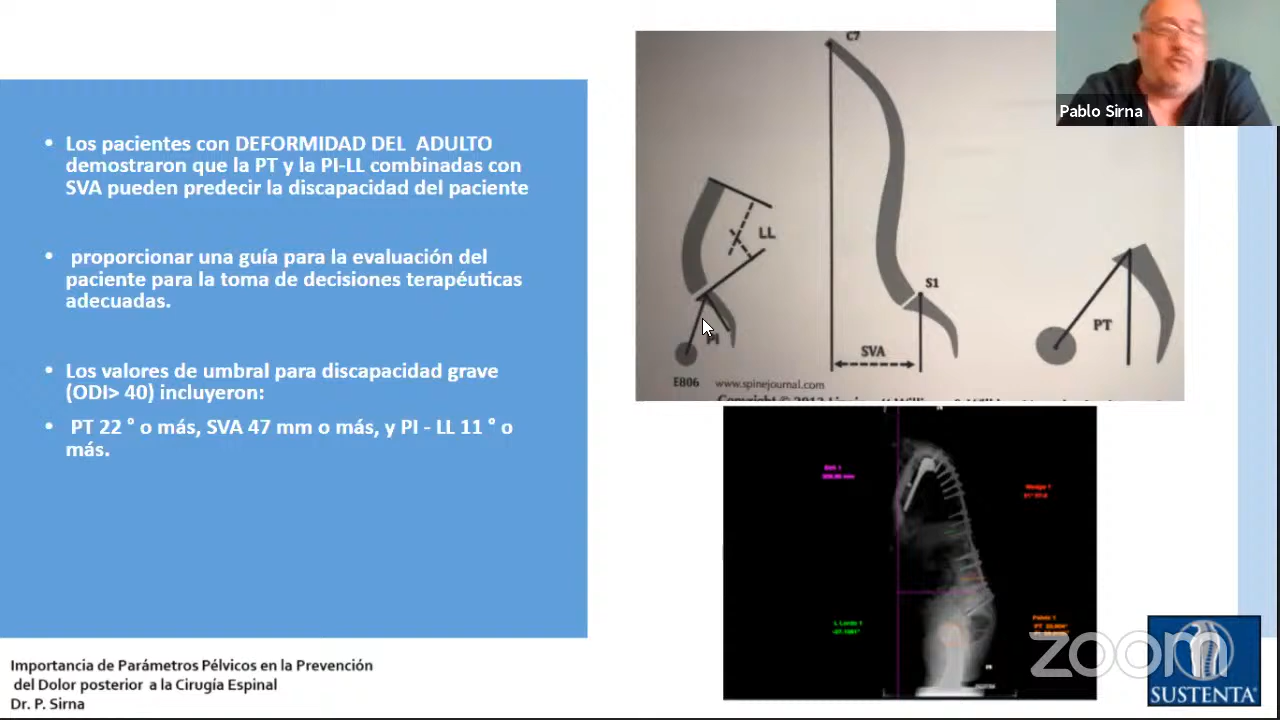 • Los pacientes con DEFORMIDAD DEL ADULTO
demostraron que la PT y la PI-LL combinadas con
SVA pueden predecir la discapacidad del paciente
• proporcionar una guía para la evaluación del
paciente para la toma de decisiones terapéuticas
adecuadas.
• Los valores de umbral para discapacidad grave
(ODI> 40) incluyeron:
• PT 22 ° o más, SVA 47 mm o más, y PI - LL 11 ° o
más.
C7
LL
S1
PI
PT
SVA
E806 www.spinejournal.com
Pablo Sirna
Importancia de Parámetros Pélvicos en la Prevención
del Dolor posterior a la Cirugía Espinal
Dr. P. Sirna
zoom
SUSTENTA